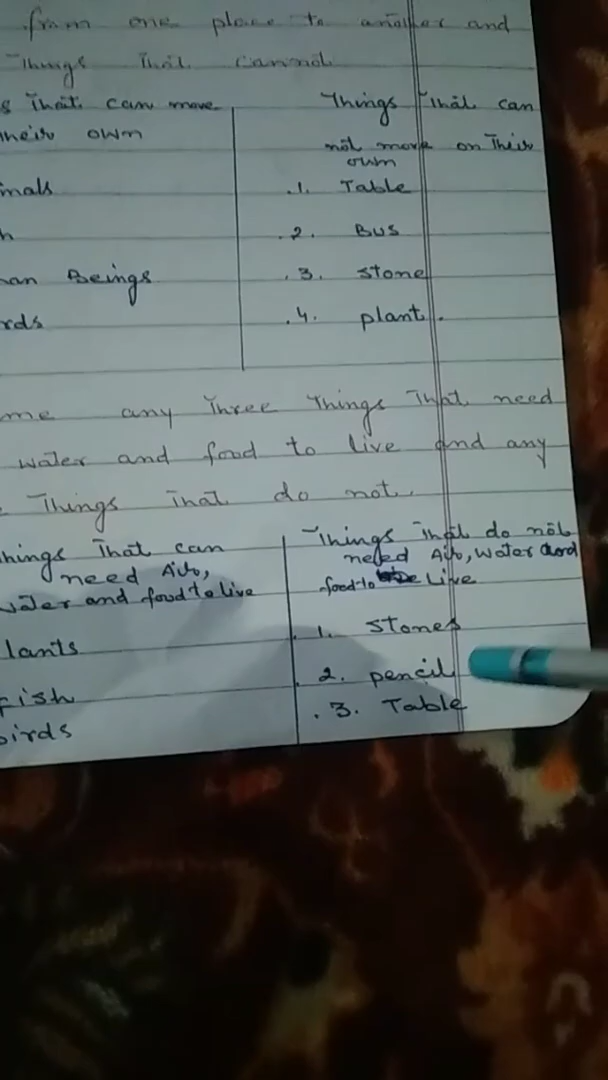 from one place to another and
Things That cannot
That can move Things That can
their own not move on Their
own
1. Table
2. Bus
Beings 3. stone
4. plant.
any Three Things That need
water and food to live and any
Things That do not.
Things That do not
That can need Air, water and
need Air, food to Live
water and food to live
1. stones
2. pencil
fish 3. Table
birds